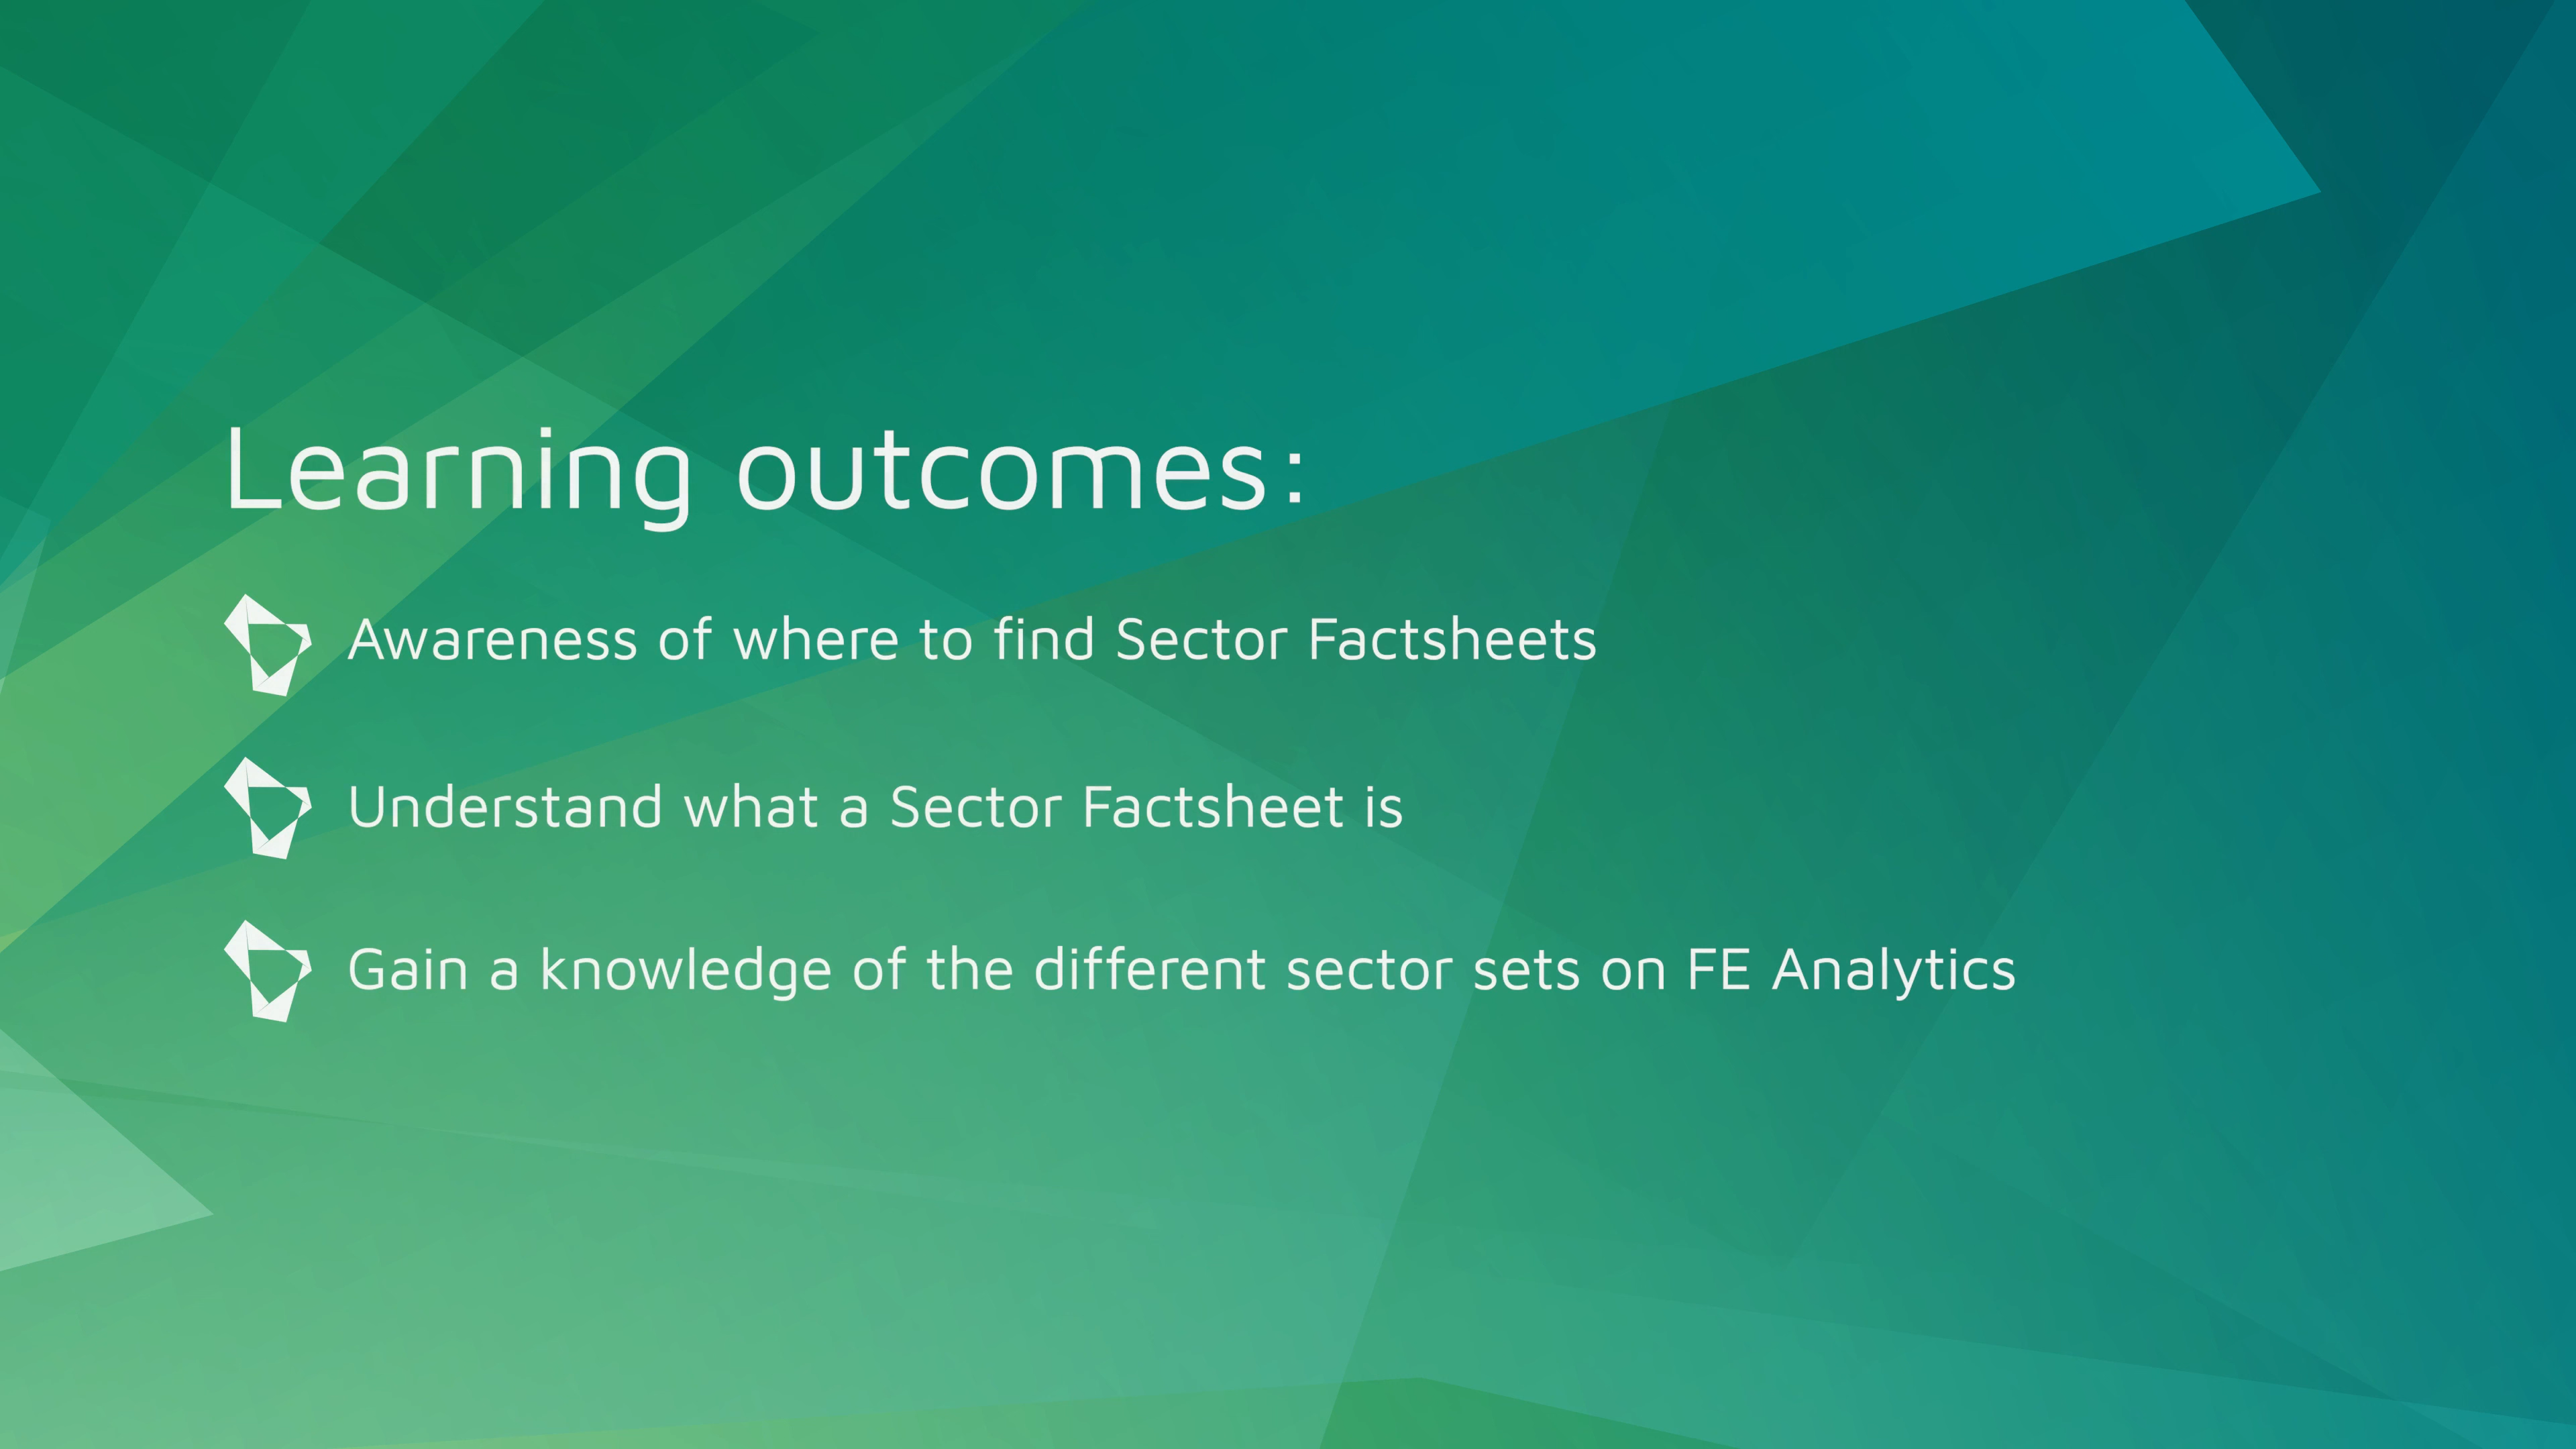 Learning outcomes:
Awareness of where to find Sector Factsheets
Understand what a Sector Factsheet is
Gain a knowledge of the different sector sets on FE Analytics